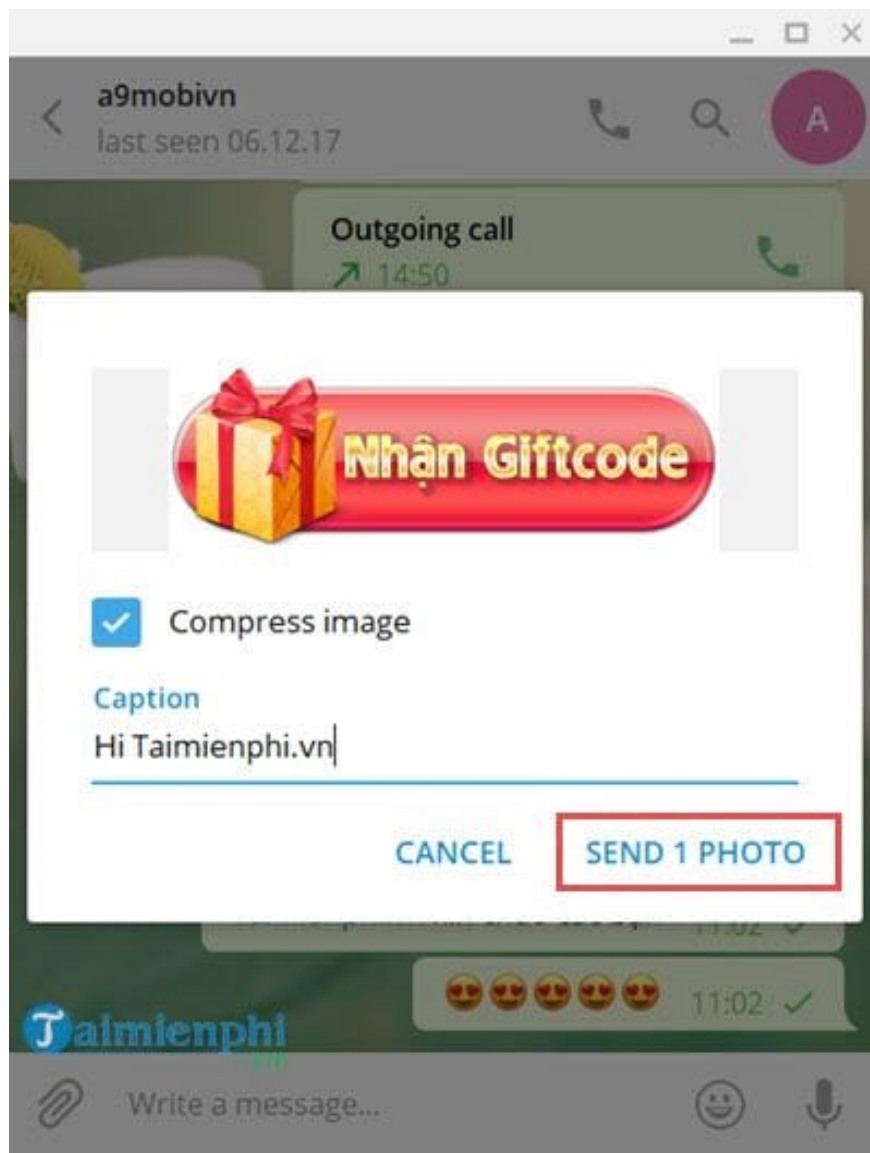 a9mobivn
last seen 06.12.17
A
Outgoing call
14:50
Nhận Giftcode
Compress image
Caption
Hi Taimienphi.vn
CANCEL
SEND 1 PHOTO
11:02
11:02
Taimienphi
.vn
Write a message...